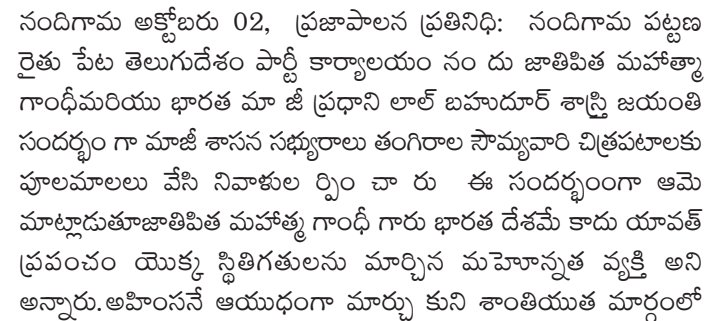 నందిగామ అక్టోబరు 02, ప్రజాపాలన ప్రతినిధి: నందిగామ పట్టణ
రైతు పేట తెలుగుదేశం పార్టీ కార్యాలయం నం దు జాతిపిత మహాత్మా
గాంధీమరియు భారత మా జీ ప్రధాని లాల్ బహుదూర్ శాస్త్రి జయంతి
సందర్భం గా మాజీ శాసన సభ్యురాలు తంగిరాల సౌమ్యవారి చిత్రపటాలకు
పూలమాలలు వేసి నివాళుల ర్పిం చా రు ఈ సందర్భంంగా ఆమె
మాట్లాడుతూజాతిపిత మహాత్మ గాంధీ గారు భారత దేశమే కాదు యావత్
ప్రపంచం యొక్క స్థితిగతులను మార్చిన మహెూన్నత వ్యక్తి అని
అన్నారు.అహింసనే ఆయుధంగా మార్చు కుని శాంతియుత మార్గంలో